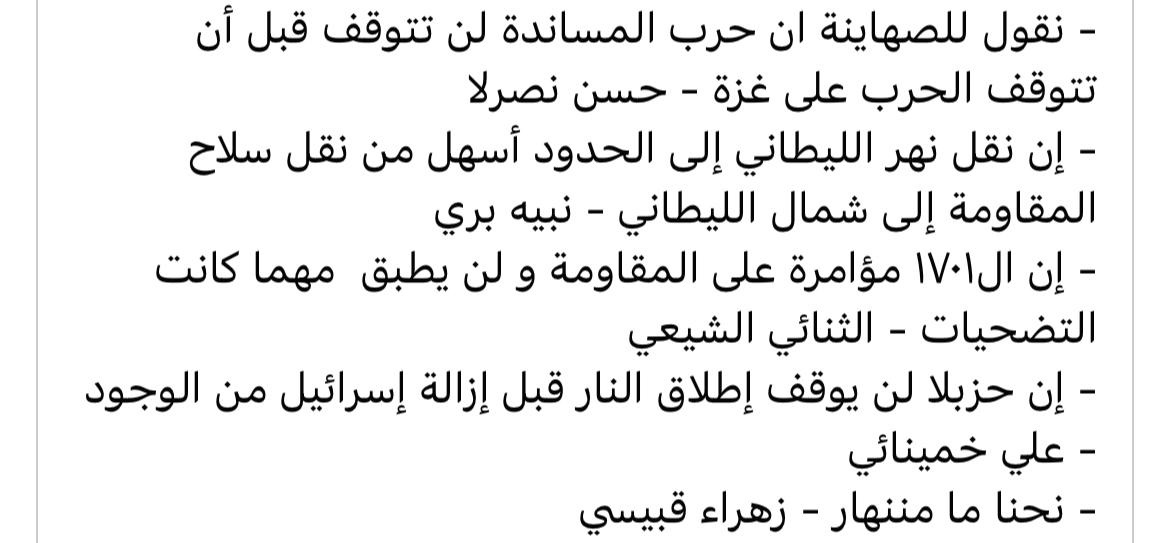 - نقول للصهاينة ان حرب المساندة لن تتوقف قبل أن
تتوقف الحرب على غزة - حسن نصرلا
- إن نقل نهر الليطاني إلى الحدود أسهل من نقل سلاح
المقاومة إلى شمال الليطاني - نبيه بري
- إن ال١٧٠١ مؤامرة على المقاومة و لن يطبق  مهما كانت
التضحيات - الثنائي الشيعي
- إن حزبلا لن يوقف إطلاق النار قبل إزالة إسرائيل من الوجود
- علي خمينائي
- نحنا ما مننهار - زهراء قبيسي